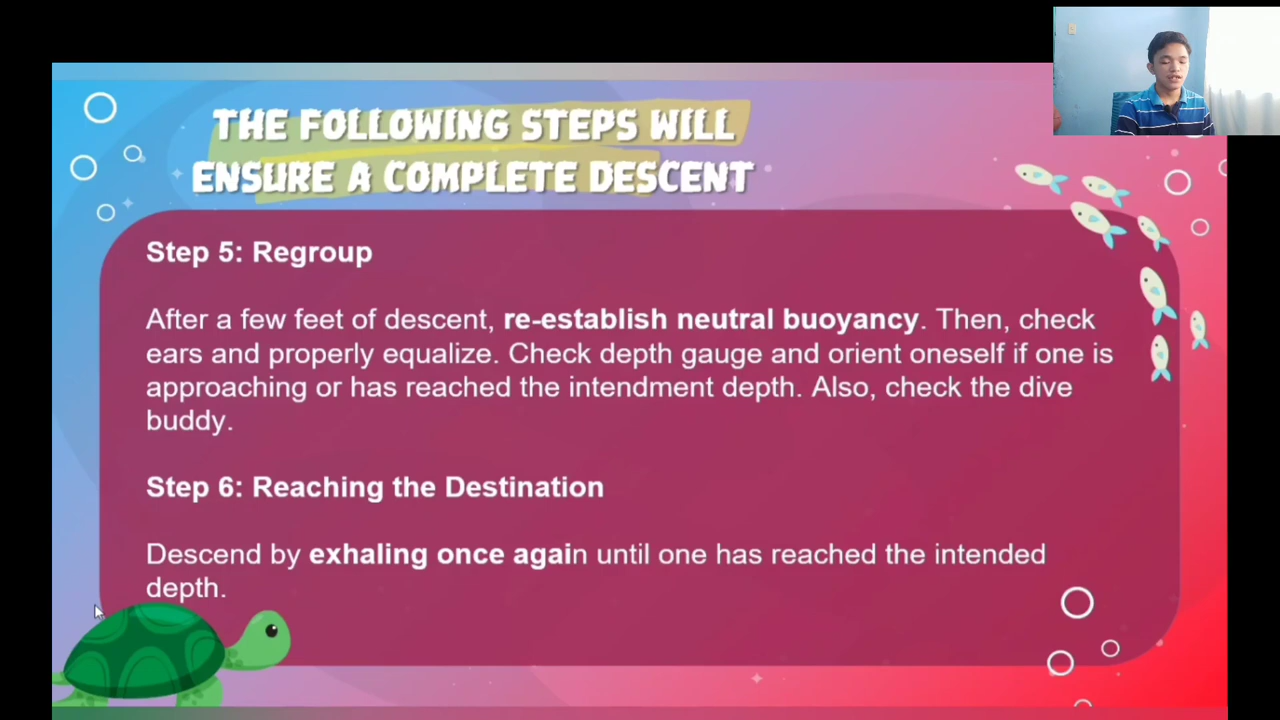 THE FOLLOWING STEPS WILL
ENSURE A COMPLETE DESCENT
Step 5: Regroup
After a few feet of descent, re-establish neutral buoyancy. Then, check
ears and properly equalize. Check depth gauge and orient oneself if one is
approaching or has reached the intendment depth. Also, check the dive
buddy.
Step 6: Reaching the Destination
Descend by exhaling once again until one has reached the intended
depth.